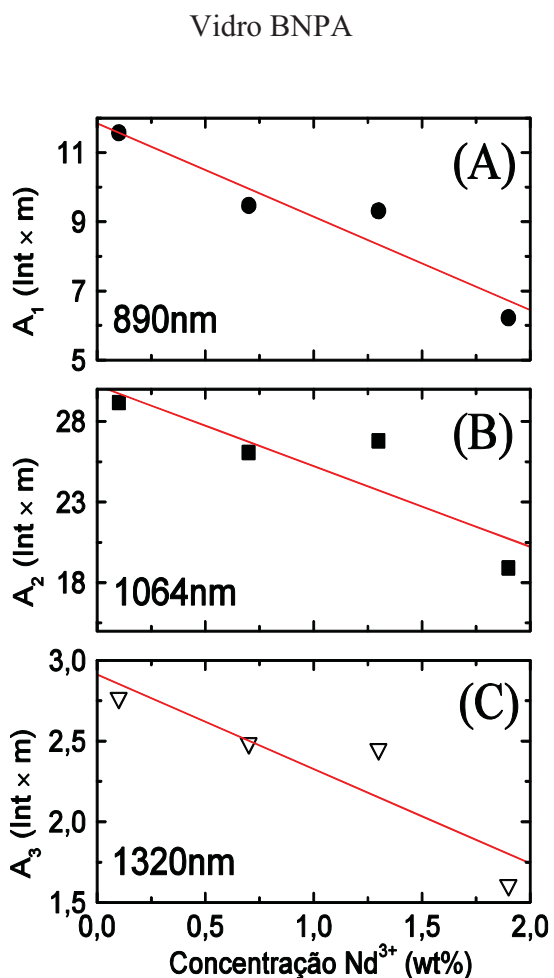 Vidro BNPA
A₁ (Int × m)
11
9
7
5
(A)
890nm
A₂ (Int × m)
28
23
18
(B)
1064nm
A₃ (Int × m)
3,0
2,5
2,0
1,5
(C)
1320nm
0,0 0,5 1,0 1,5 2,0
Concentração Nd³⁺ (wt%)